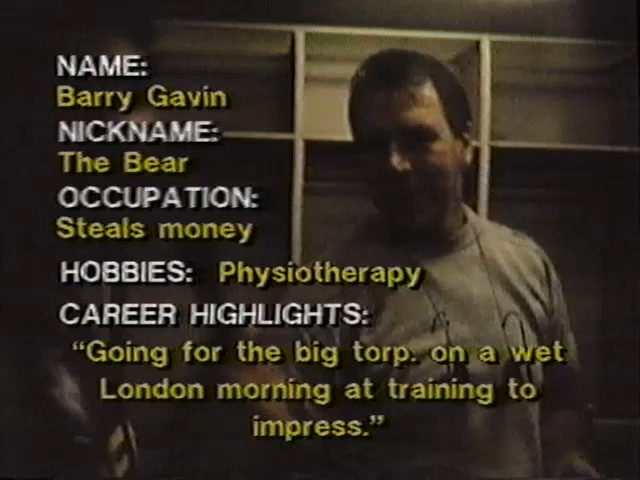 NAME:
Barry Gavin
NICKNAME:
The Bear
OCCUPATION:
Steals money
HOBBIES: Physiotherapy
CAREER HIGHLIGHTS:
“Going for the big torp. on a wet
London morning at training to
impress.”